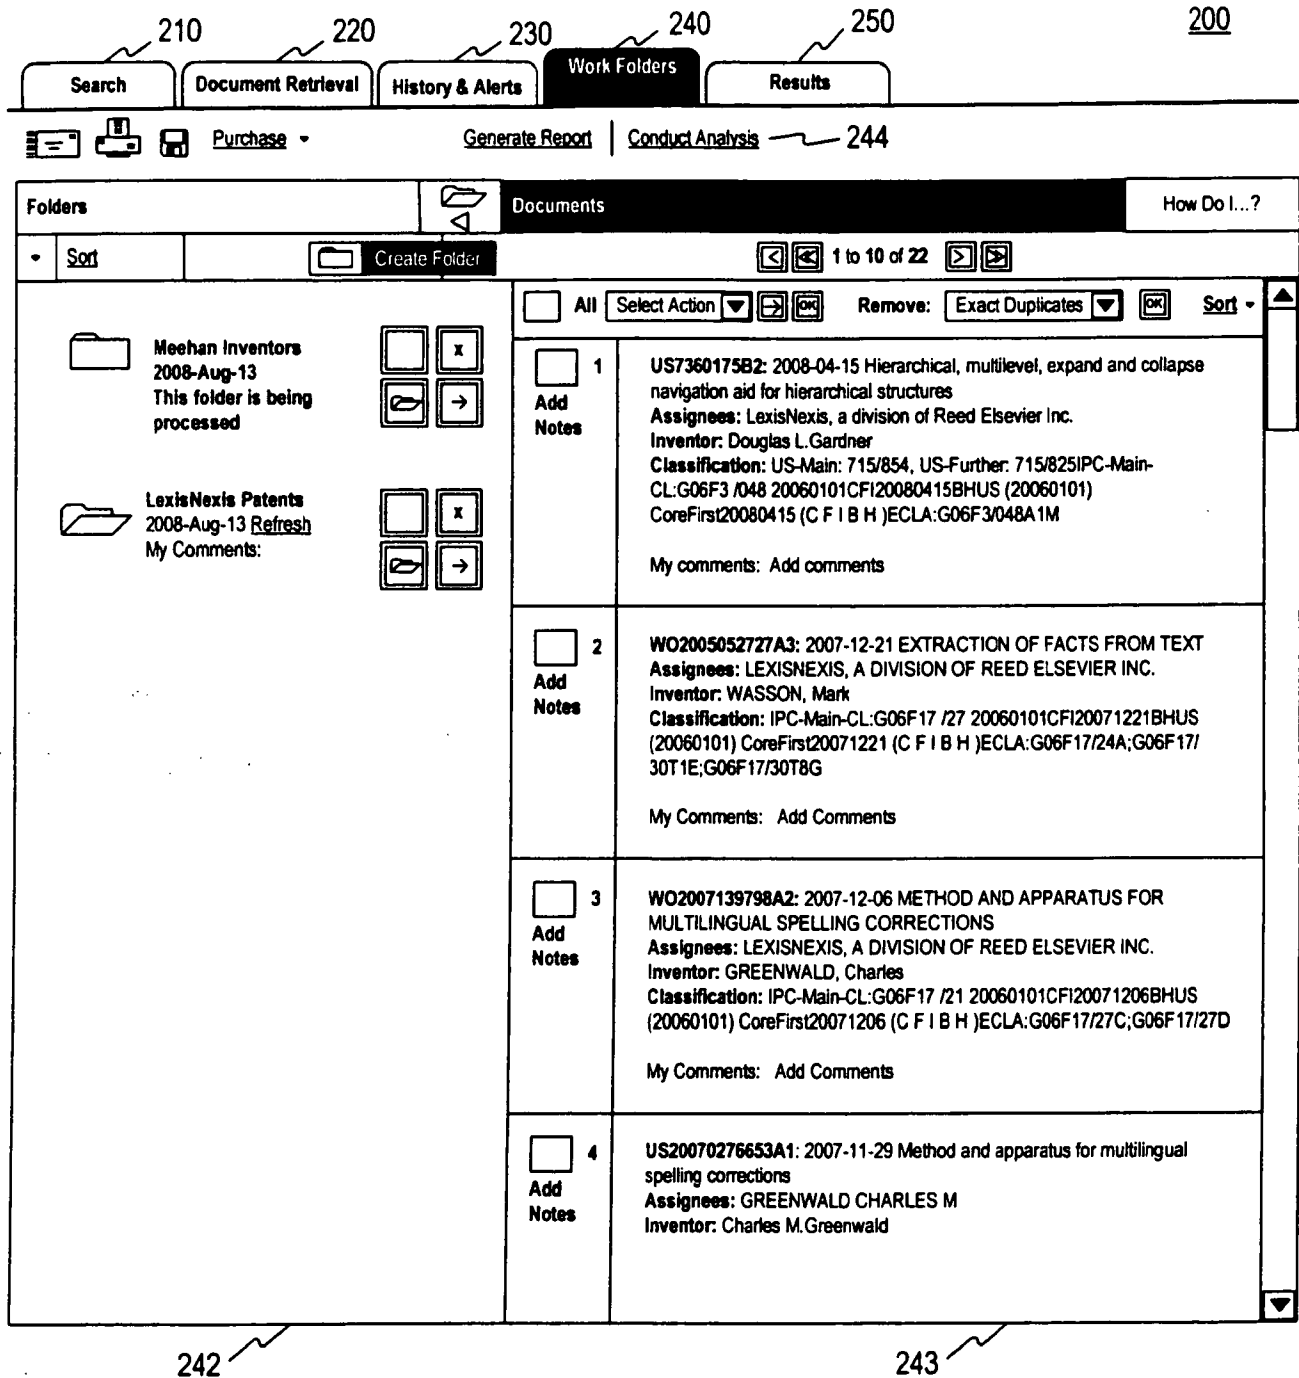 210 220 230 240 250 200
Search Document Retrieval History & Alerts Work Folders Results
Purchase Generate Report Conduct Analysis 244
Folders Documents How Do I...?
Sort Create Folder 1 to 10 of 22
All Select Action OK Remove: Exact Duplicates OK Sort
Meehan Inventors
2008-Aug-13
This folder is being
processed
x
LexisNexis Patents
2008-Aug-13 Refresh
My Comments:
x
1 US7360175B2: 2008-04-15 Hierarchical, multilevel, expand and collapse
navigation aid for hierarchical structures
Add
Notes
Assignees: LexisNexis, a division of Reed Elsevier Inc.
Inventor: Douglas L.Gardner
Classification: US-Main: 715/854, US-Further: 715/825IPC-Main-
CL:G06F3 /048 20060101CFI20080415BHUS (20060101)
CoreFirst20080415 (C F I B H )ECLA:G06F3/048A1M
My comments: Add comments
2 WO2005052727A3: 2007-12-21 EXTRACTION OF FACTS FROM TEXT
Add
Notes
Assignees: LEXISNEXIS, A DIVISION OF REED ELSEVIER INC.
Inventor: WASSON, Mark
Classification: IPC-Main-CL:G06F17 /27 20060101CFI20071221BHUS
(20060101) CoreFirst20071221 (C F I B H )ECLA:G06F17/24A;G06F17/
30T1E;G06F17/30T8G
My Comments: Add Comments
3 WO2007139798A2: 2007-12-06 METHOD AND APPARATUS FOR
MULTILINGUAL SPELLING CORRECTIONS
Add
Notes
Assignees: LEXISNEXIS, A DIVISION OF REED ELSEVIER INC.
Inventor: GREENWALD, Charles
Classification: IPC-Main-CL:G06F17 /21 20060101CFI20071206BHUS
(20060101) CoreFirst20071206 (C F I B H )ECLA:G06F17/27C;G06F17/27D
My Comments: Add Comments
4 US20070276653A1: 2007-11-29 Method and apparatus for multilingual
spelling corrections
Add
Notes
Assignees: GREENWALD CHARLES M
Inventor: Charles M.Greenwald
242 243